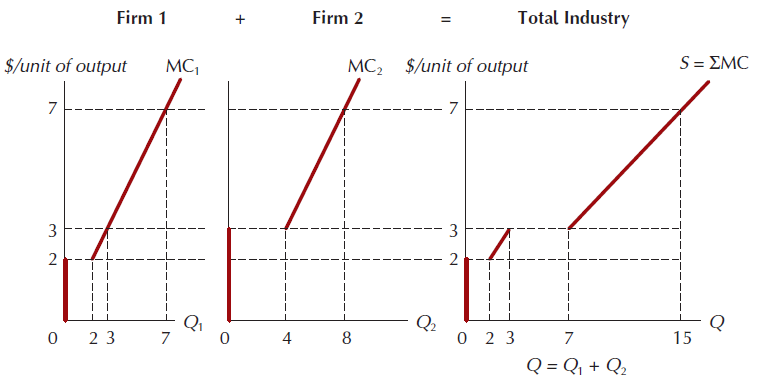 Firm 1 + Firm 2 = Total Industry
$/unit of output MC₁ MC₂ $/unit of output S = ΣMC
7 7
3 3
2 2
0 2 3 7 Q₁ 0 4 8 Q₂ 0 2 3 7 15 Q
Q = Q₁ + Q₂